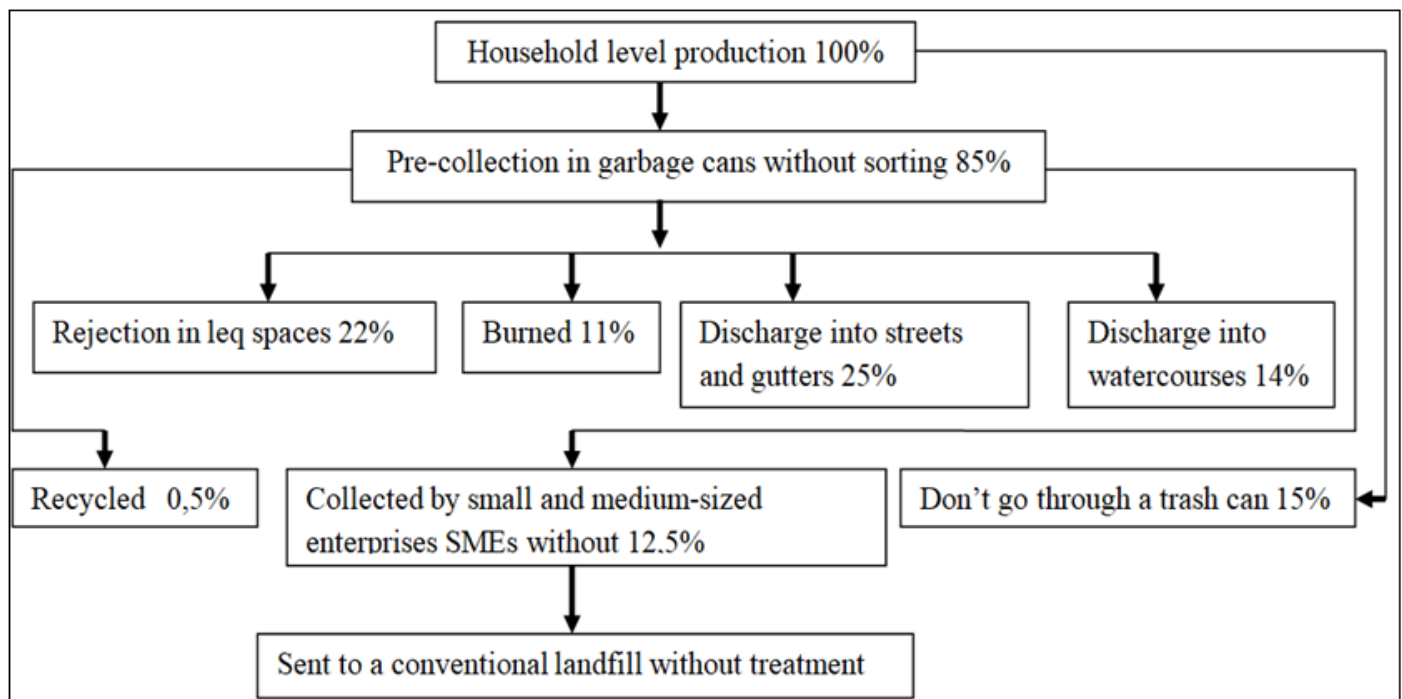 Household level production 100%
Pre-collection in garbage cans without sorting 85%
Rejection in leq spaces 22%
Burned 11%
Discharge into streets
and gutters 25%
Discharge into
watercourses 14%
Recycled 0,5%
Collected by small and medium-sized
enterprises SMEs without 12,5%
Don’t go through a trash can 15%
Sent to a conventional landfill without treatment